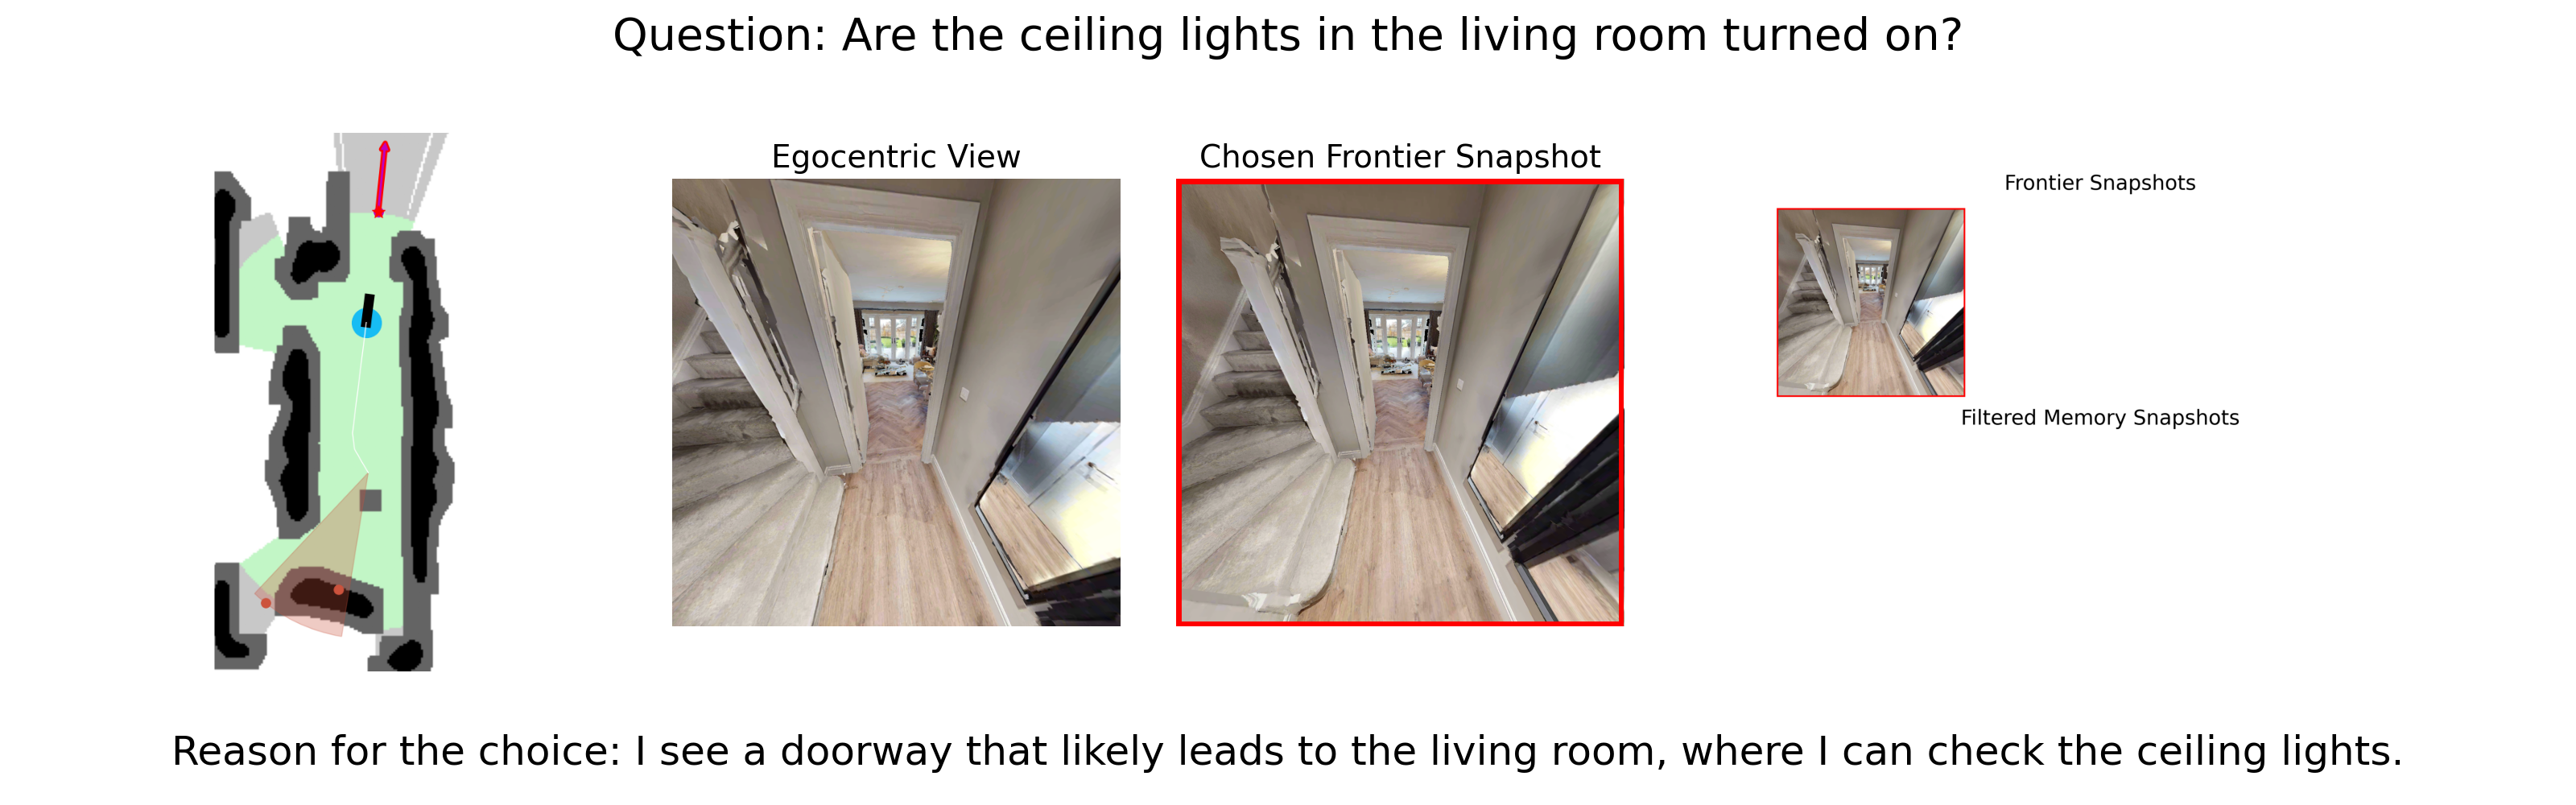 Question: Are the ceiling lights in the living room turned on?
Egocentric View
Chosen Frontier Snapshot
Frontier Snapshots
Filtered Memory Snapshots
Reason for the choice: I see a doorway that likely leads to the living room, where I can check the ceiling lights.